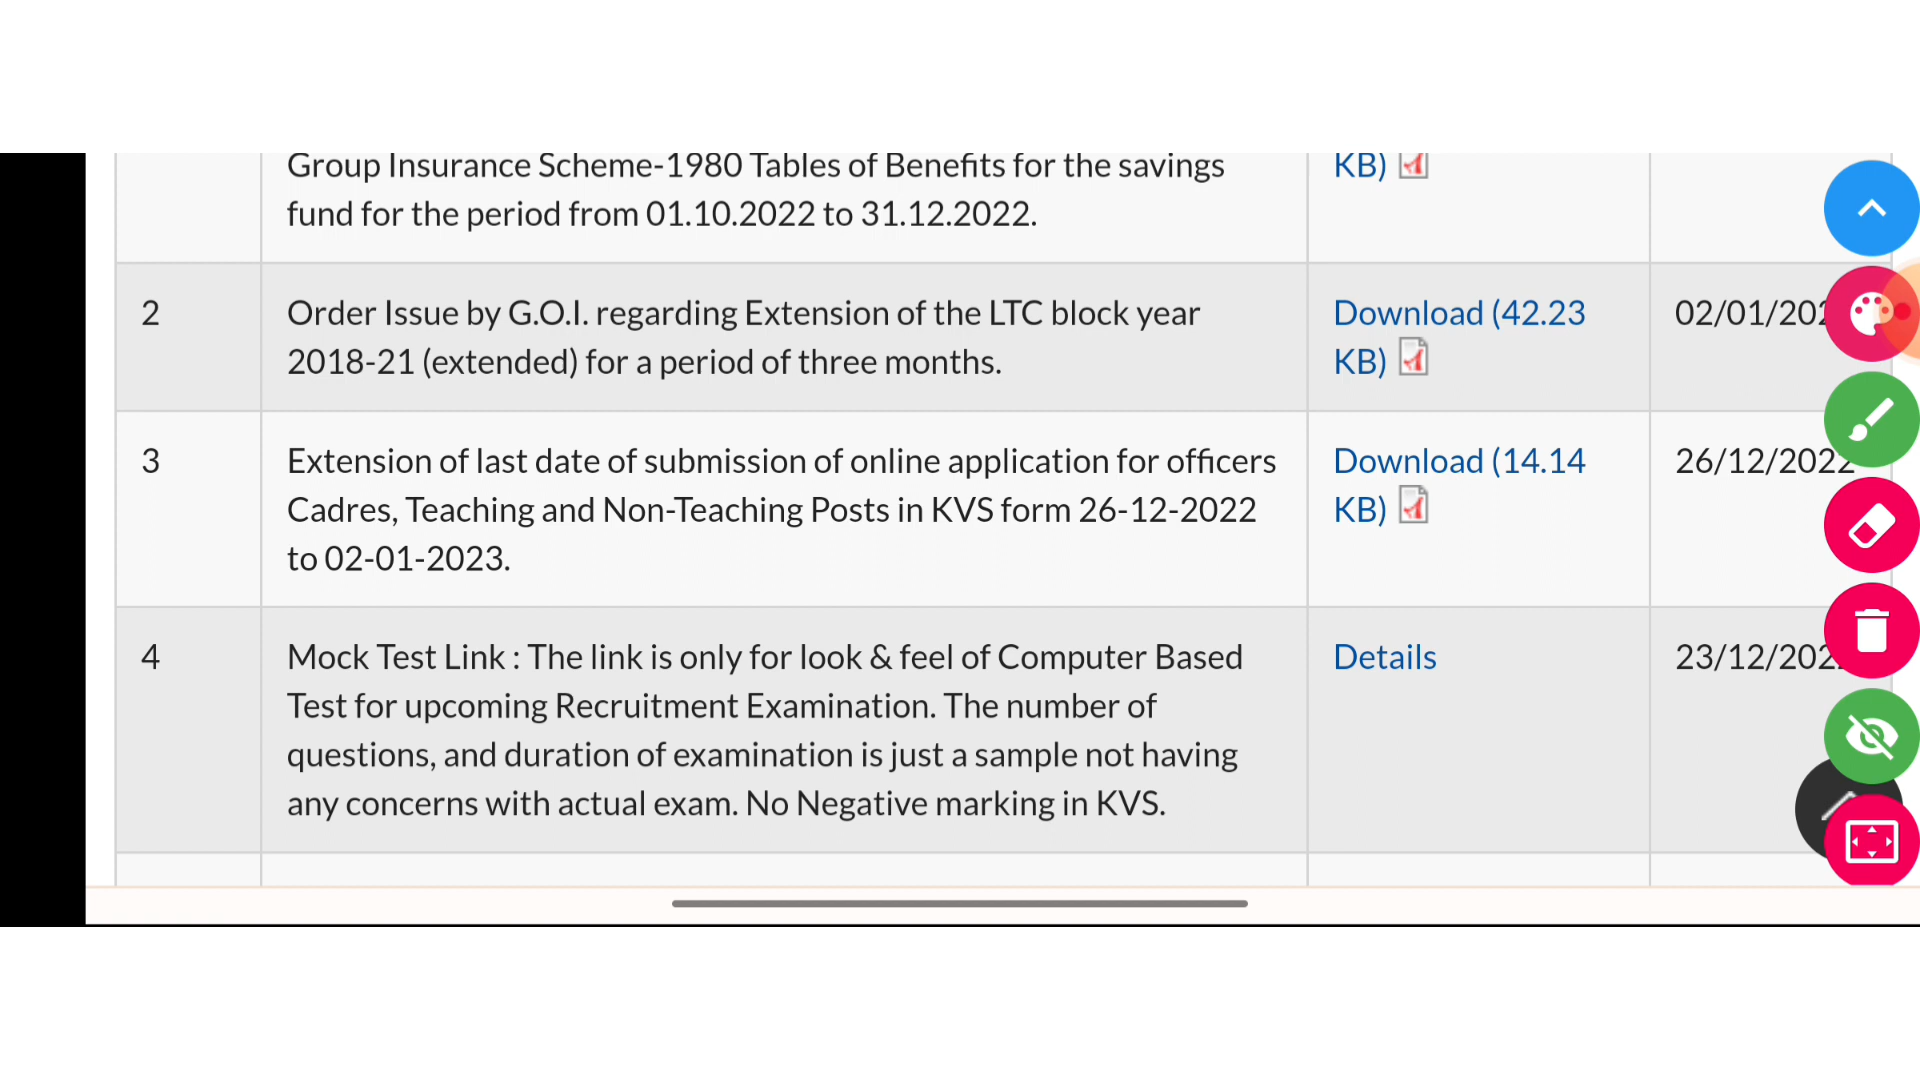 Group Insurance Scheme-1980 Tables of Benefits for the savings
fund for the period from 01.10.2022 to 31.12.2022.
KB)
2
Order Issue by G.O.I. regarding Extension of the LTC block year
2018-21 (extended) for a period of three months.
Download (42.23
KB)
02/01/202
3
Extension of last date of submission of online application for officers
Cadres, Teaching and Non-Teaching Posts in KVS form 26-12-2022
to 02-01-2023.
Download (14.14
KB)
26/12/2022
4
Mock Test Link : The link is only for look & feel of Computer Based
Test for upcoming Recruitment Examination. The number of
questions, and duration of examination is just a sample not having
any concerns with actual exam. No Negative marking in KVS.
Details
23/12/202